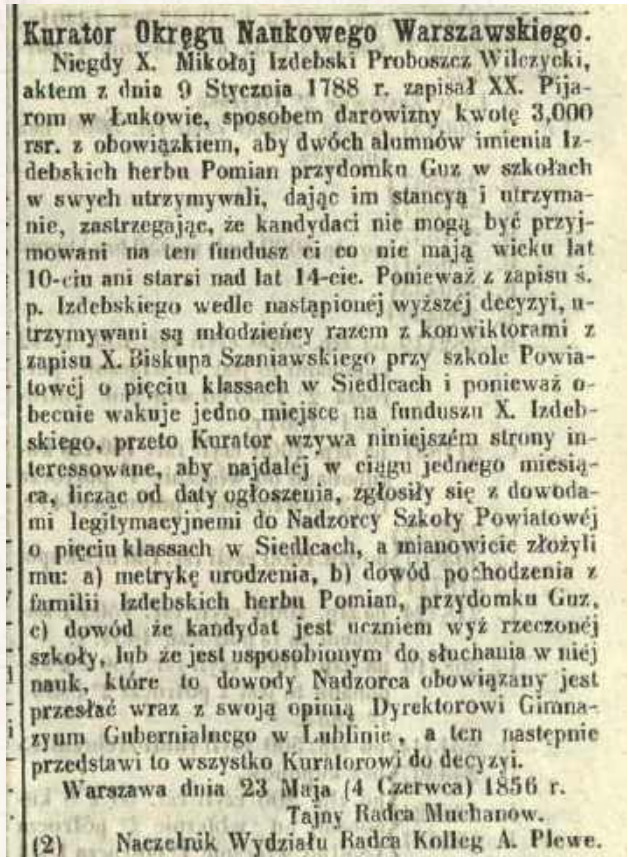 Kurator Okręgu Naukowego Warszawskiego.
Niegdy X. Mikołaj Izdebski Proboszcz Wilczycki,
aktem z dnia 9 Stycznia 1788 r. zapisał XX. Pija-
rom w Łukowie, sposobem darowizny kwotę 3,000
rsr. z obowiązkiem, aby dwóch alumnów imienia Iz-
debskich herbu Pomian przydomku Guz w szkołach
w swych utrzymywali, dając im stancyą i utrzyma-
nie, zastrzegając, że kandydaci nie mogą być przyj-
mowani na ten fundusz ci co nie mają wieku lat
10-ciu ani starsi nad lat 14-cie. Ponieważ z zapisu ś.
p. Izdebskiego wedle nastąpionéj wyższéj decyzyi, u-
trzymywani są młodzieńcy razem z konwiktorami z
zapisu X. Biskupa Szaniawskiego przy szkole Powia-
towéj o pięciu klassach w Siedlcach i ponieważ o-
becnie wakuje jedno miejsce na funduszu X. Izdeb-
skiego, przeto Kurator wzywa niniejszém strony in-
teressowane, aby najdaléj w ciągu jednego miesią-
ca, licząc od daty ogłoszenia, zgłosiły się z dowoda-
mi legitymacyjnemi do Nadzorcy Szkoły Powiatowéj
o pięciu klassach w Siedlcach, a mianowicie złożyli
mu: a) metrykę urodzenia, b) dowód pochodzenia z
familii Izdebskich herbu Pomian, przydomku Guz,
c) dowód że kandydat jest uczniem wyż rzeczonéj
szkoły, lub że jest usposobionym do słuchania w niéj
nauk, które to dowody Nadzorca obowiązany jest
przesłać wraz z swoją opinią Dyrektorowi Gimna-
zyum Gubernialnego w Lublinie, a ten następnie
przedstawi to wszystko Kuratorowi do decyzyi.
Warszawa dnia 23 Maja (4 Czerwca) 1856 r.
Tajny Radca Muchanow.
(2) Naczelnik Wydziału Radca Kolleg A. Plewe.